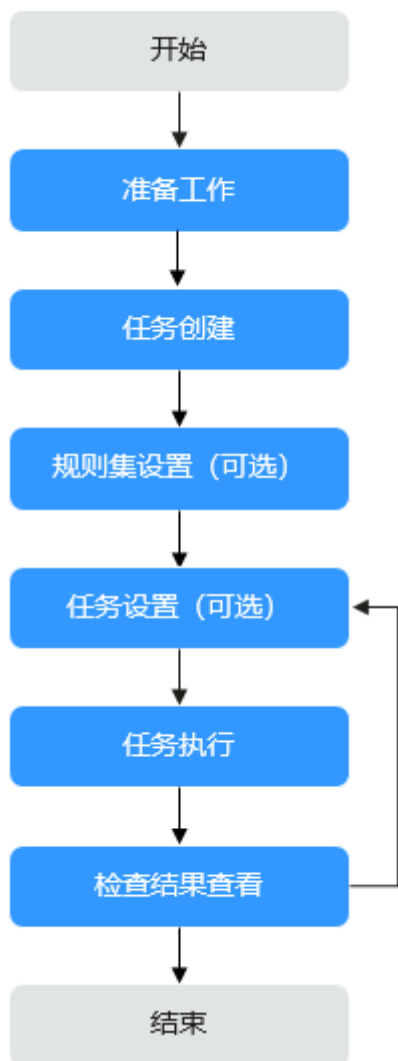 开始
准备工作
任务创建
规则集设置（可选）
任务设置（可选）
任务执行
检查结果查看
结束